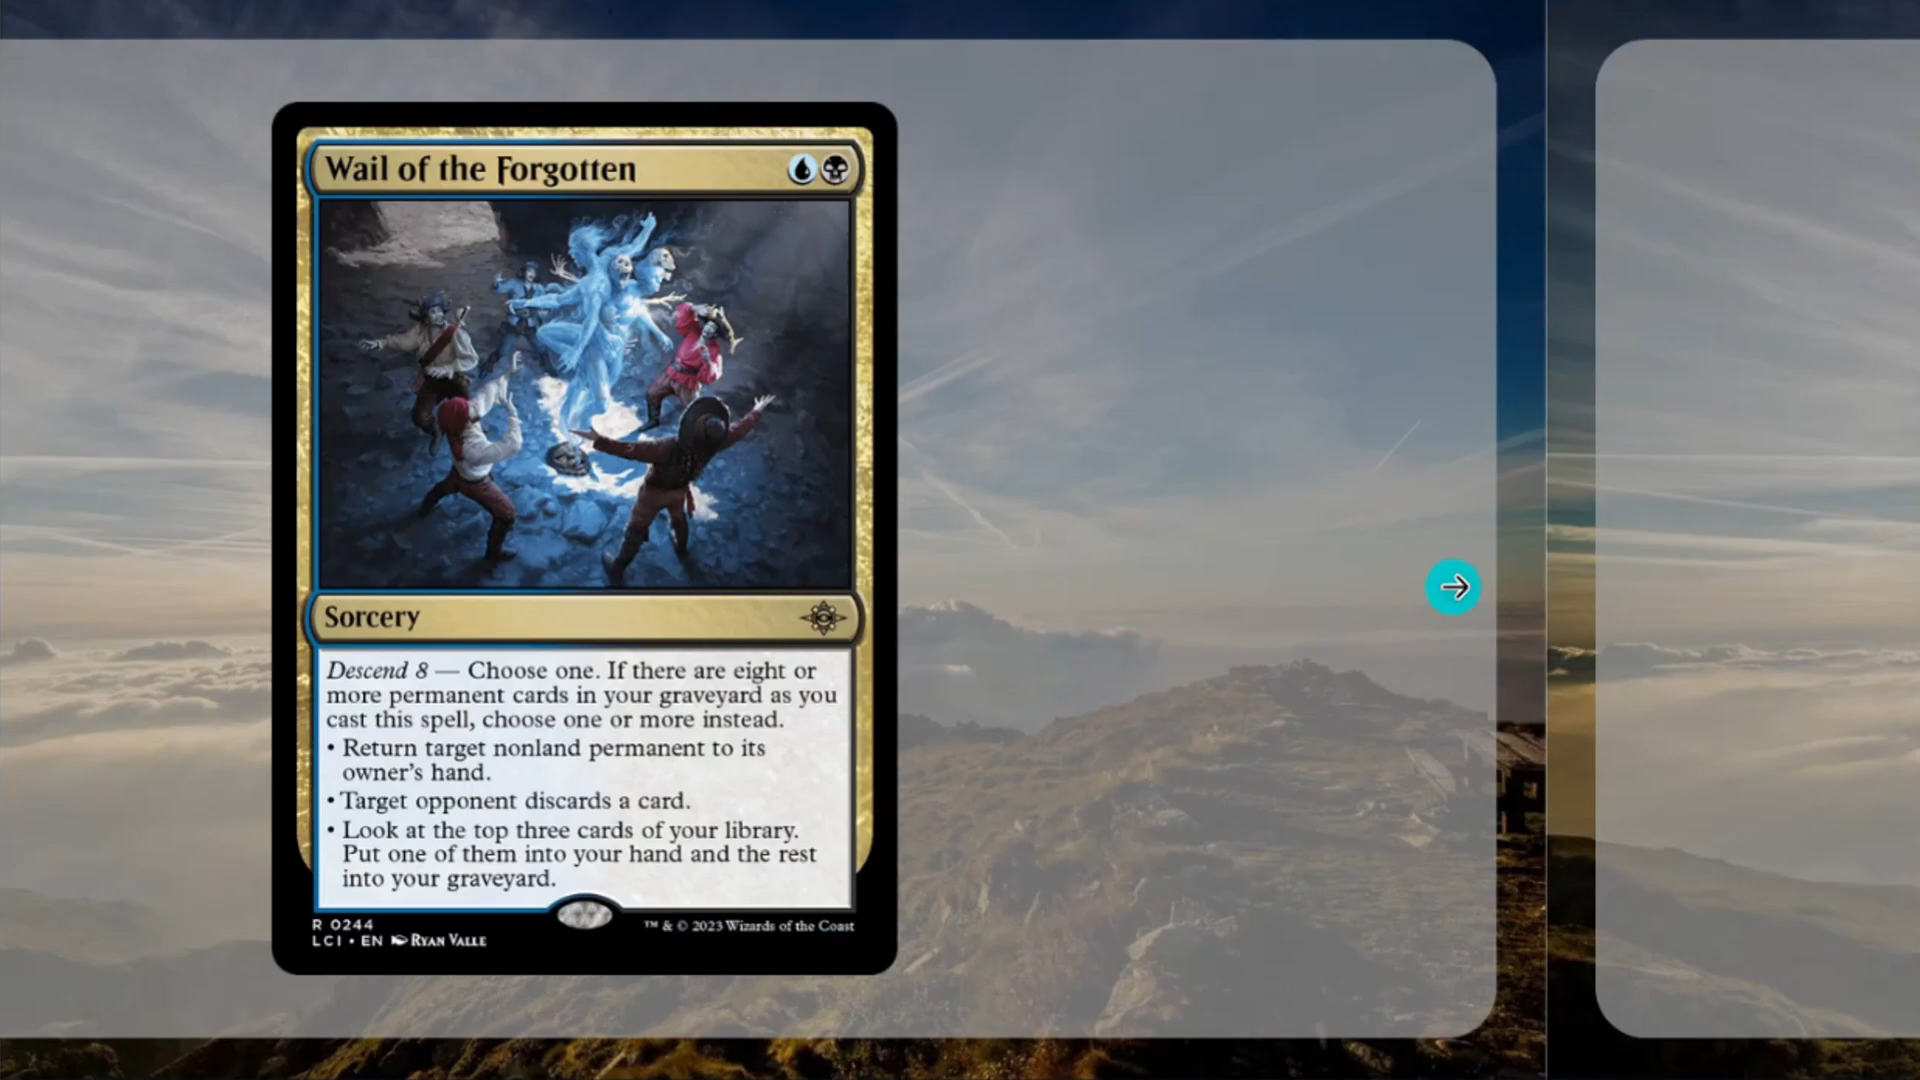 Wail of the Forgotten
Sorcery
Descend 8 — Choose one. If there are eight or
more permanent cards in your graveyard as you
cast this spell, choose one or more instead.
• Return target nonland permanent to its
owner's hand.
• Target opponent discards a card.
• Look at the top three cards of your library.
Put one of them into your hand and the rest
into your graveyard.
R 0244
LCI • EN RYAN VALLE
™ & © 2023 Wizards of the Coast